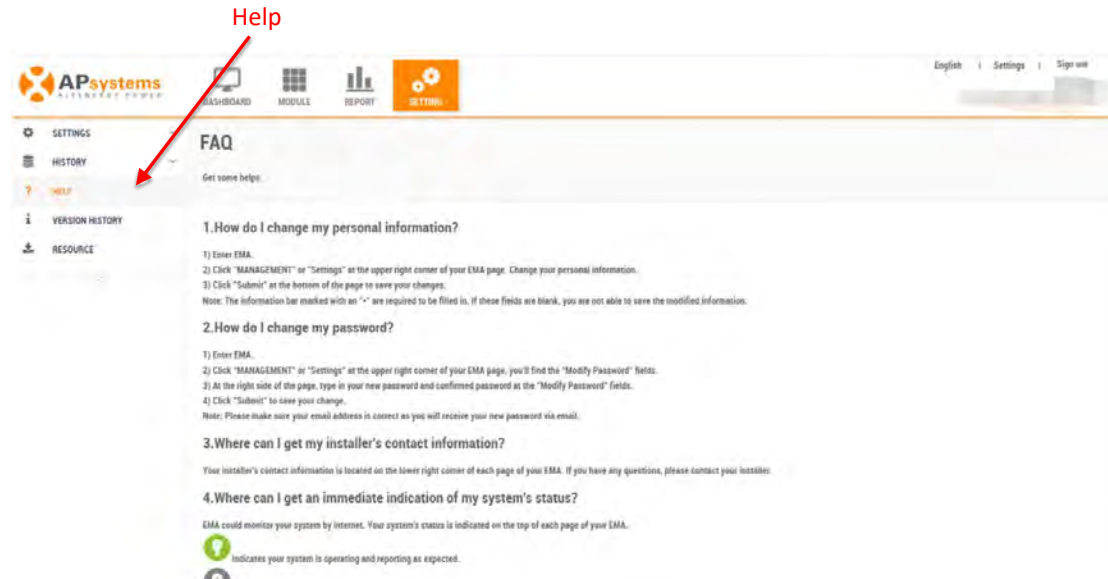 Help
APsystems
ALTENERGY POWER
DASHBOARD
MODULE
REPORT
SETTING
English | Settings | Sign out
SETTINGS
HISTORY
HELP
VERSION HISTORY
RESOURCE
FAQ
Get some helps.
1.How do I change my personal information?
1) Enter EMA.
2) Click "MANAGEMENT" or "Settings" at the upper right corner of your EMA page. Change your personal information.
3) Click "Submit" at the bottom of the page to save your changes.
Note: The information bar marked with an "*" are required to be filled in. If these fields are blank, you are not able to save the modified information.
2.How do I change my password?
1) Enter EMA.
2) Click "MANAGEMENT" or "Settings" at the upper right corner of your EMA page, you'll find the "Modify Password" fields.
3) At the right side of the page, type in your new password and confirmed password at the "Modify Password" fields.
4) Click "Submit" to save your change.
Note: Please make sure your email address is correct as you will receive your new password via email.
3.Where can I get my installer's contact information?
Your installer's contact information is located on the lower right corner of each page of your EMA. If you have any questions, please contact your installer.
4.Where can I get an immediate indication of my system's status?
EMA could monitor your system by internet. Your system's status is indicated on the top of each page of your EMA.
Indicates your system is operating and reporting as expected.